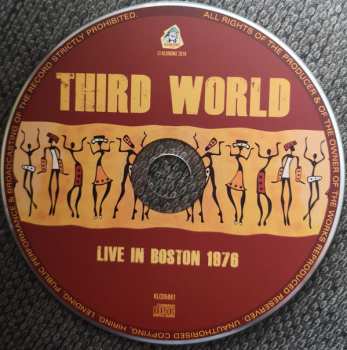 ALL RIGHTS OF THE PRODUCER & OF THE OWNER OF THE WORKS REPRODUCED RESERVED. UNAUTHORISED COPYING, HIRING, LENDING, PUBLIC PERFORMANCE & BROADCASTING OF THE RECORD STRICTLY PROHIBITED.
THIRD WORLD
LIVE IN BOSTON 1976